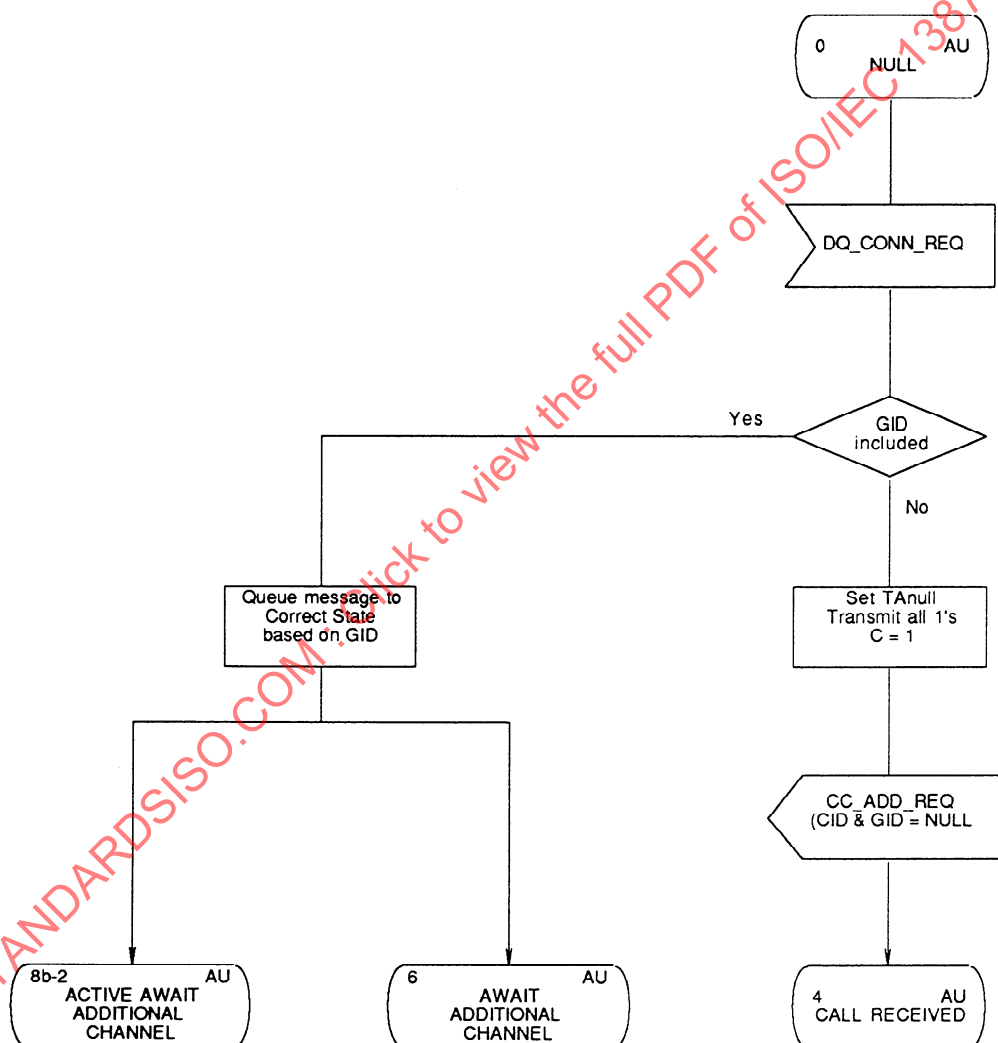 0 AU
NULL
DQ_CONN_REQ
Yes
GID
included
No
Queue message to
Correct State
based on GID
Set TAnull
Transmit all 1's
C = 1
CC_ADD_REQ
(CID & GID = NULL
8b-2 AU
ACTIVE AWAIT
ADDITIONAL
CHANNEL
6 AU
AWAIT
ADDITIONAL
CHANNEL
4 AU
CALL RECEIVED
TANDARDSISO.COM : Click to view the full PDF of ISO/IEC 1387